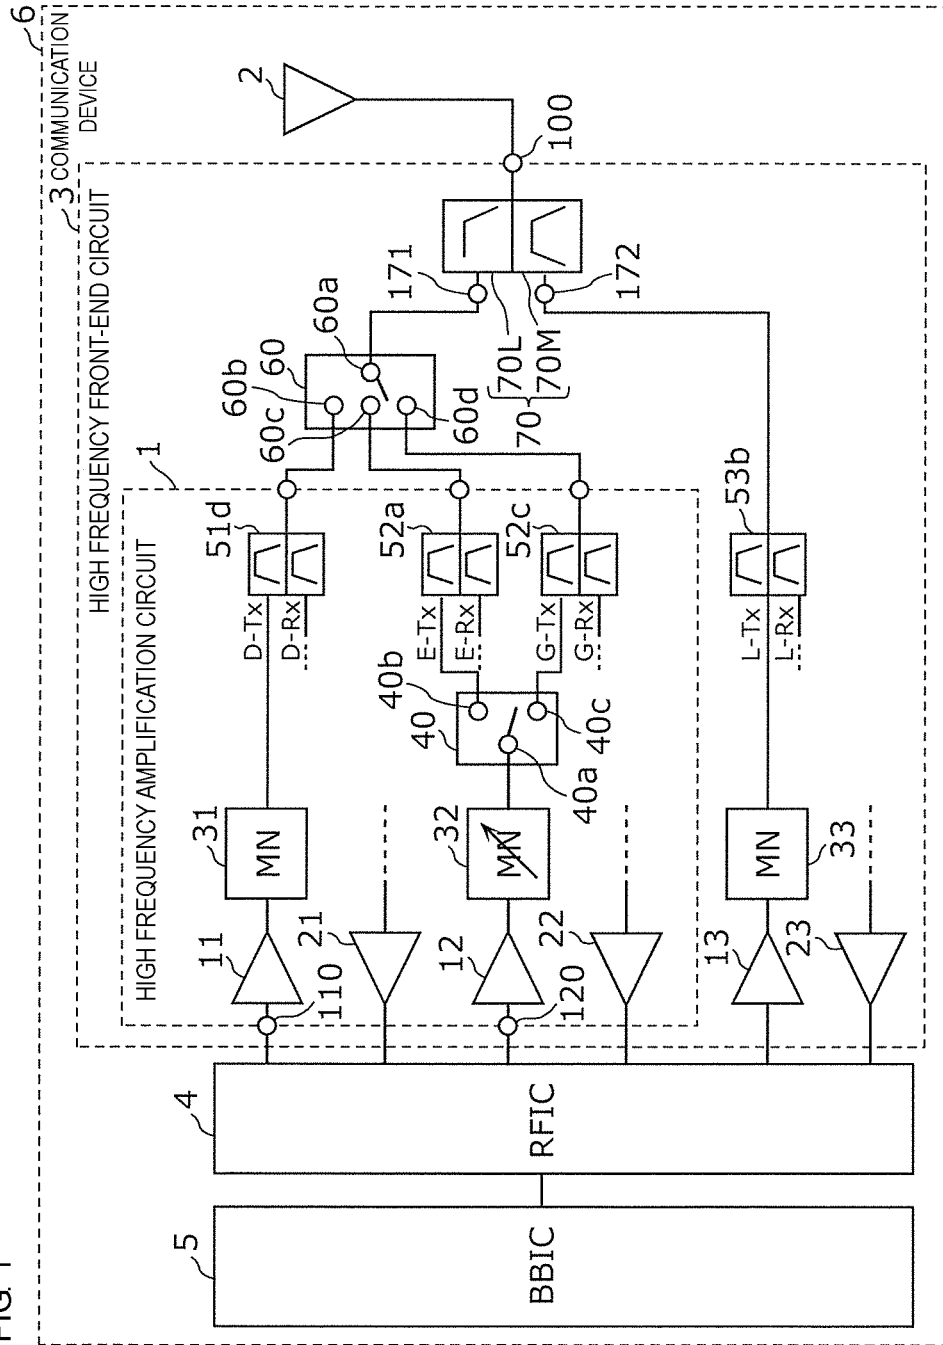 FIG. 1
6
COMMUNICATION
DEVICE
3
HIGH FREQUENCY FRONT-END CIRCUIT
1
HIGH FREQUENCY AMPLIFICATION CIRCUIT
2
100
5
BBIC
4
RFIC
110
11
31
MN
D-Tx
D-Rx
51d
21
120
12
32
MN
40
40a
40b
40c
E-Tx
E-Rx
52a
G-Tx
G-Rx
52c
22
60
60a
60b
60c
60d
171
172
70L
70M
70
13
MN
33
L-Tx
L-Rx
53b
23